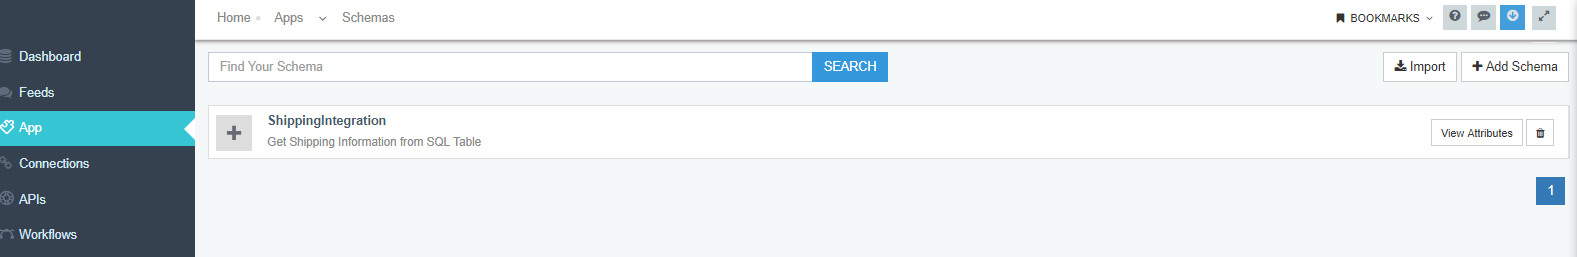 Home Apps Schemas
BOOKMARKS
Dashboard
Feeds
App
Connections
APIs
Workflows
Find Your Schema
SEARCH
Import
Add Schema
ShippingIntegration
Get Shipping Information from SQL Table
View Attributes
1